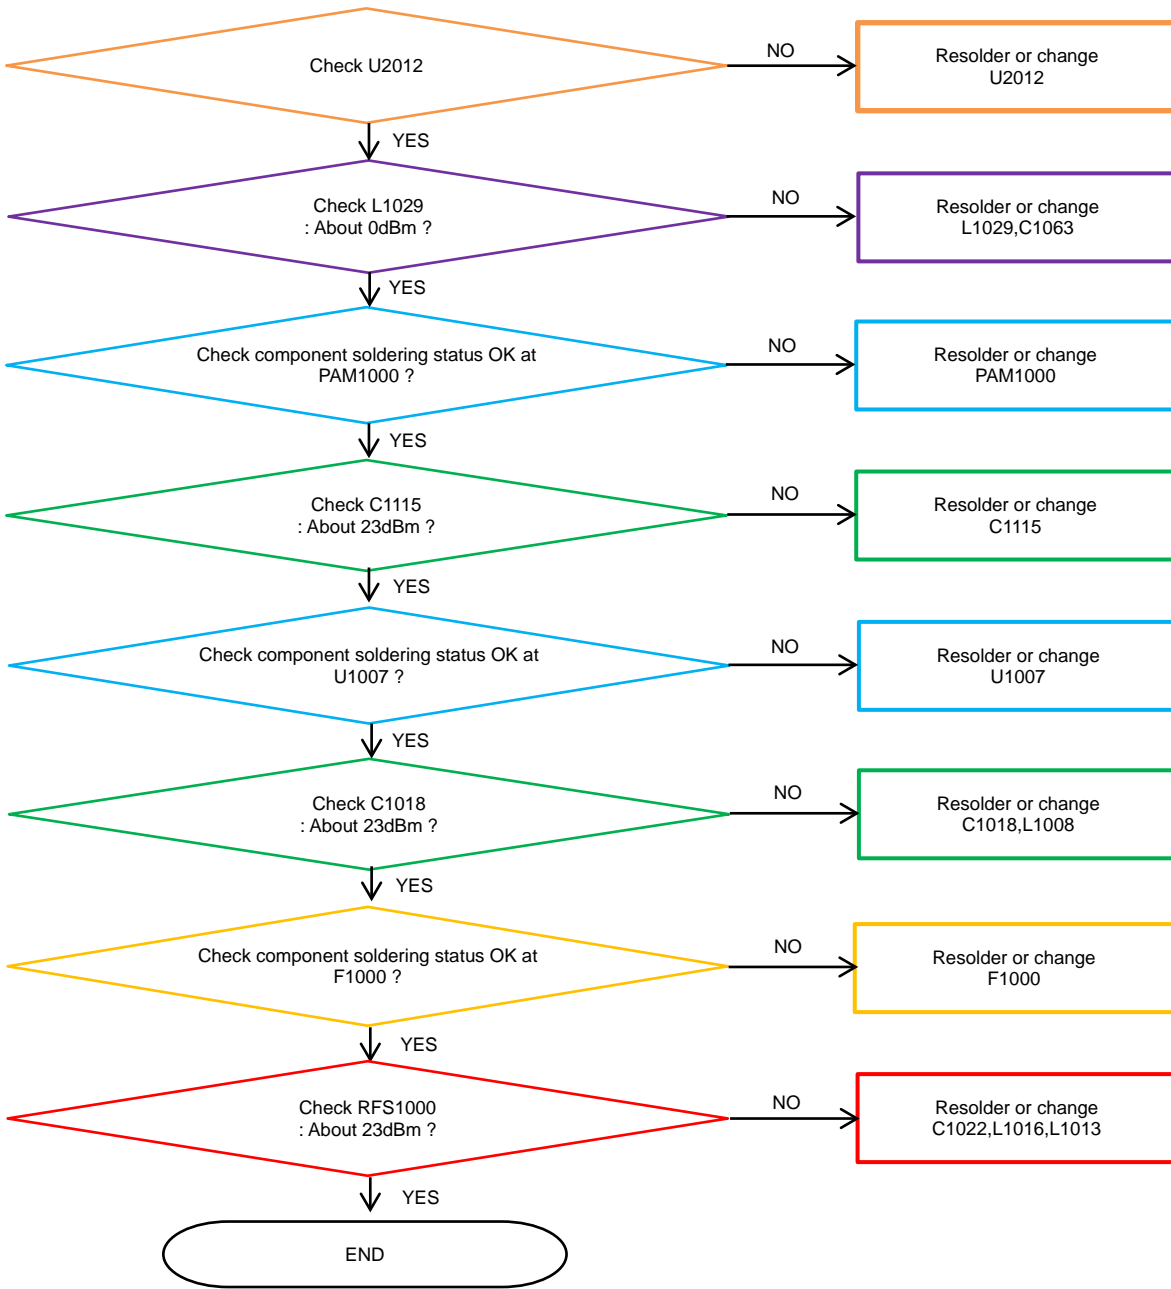 Check U2012
NO
Resolder or change
U2012
YES
Check L1029
: About 0dBm ?
NO
Resolder or change
L1029,C1063
YES
Check component soldering status OK at
PAM1000 ?
NO
Resolder or change
PAM1000
YES
Check C1115
: About 23dBm ?
NO
Resolder or change
C1115
YES
Check component soldering status OK at
U1007 ?
NO
Resolder or change
U1007
YES
Check C1018
: About 23dBm ?
NO
Resolder or change
C1018,L1008
YES
Check component soldering status OK at
F1000 ?
NO
Resolder or change
F1000
YES
Check RFS1000
: About 23dBm ?
NO
Resolder or change
C1022,L1016,L1013
YES
END